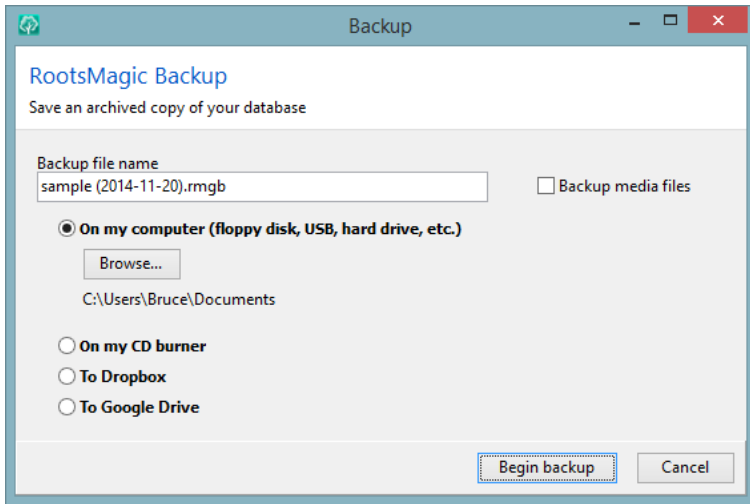 Backup
RootsMagic Backup
Save an archived copy of your database
Backup file name
sample (2014-11-20).rmgb
Backup media files
On my computer (floppy disk, USB, hard drive, etc.)
Browse...
C:\Users\Bruce\Documents
On my CD burner
To Dropbox
To Google Drive
Begin backup
Cancel